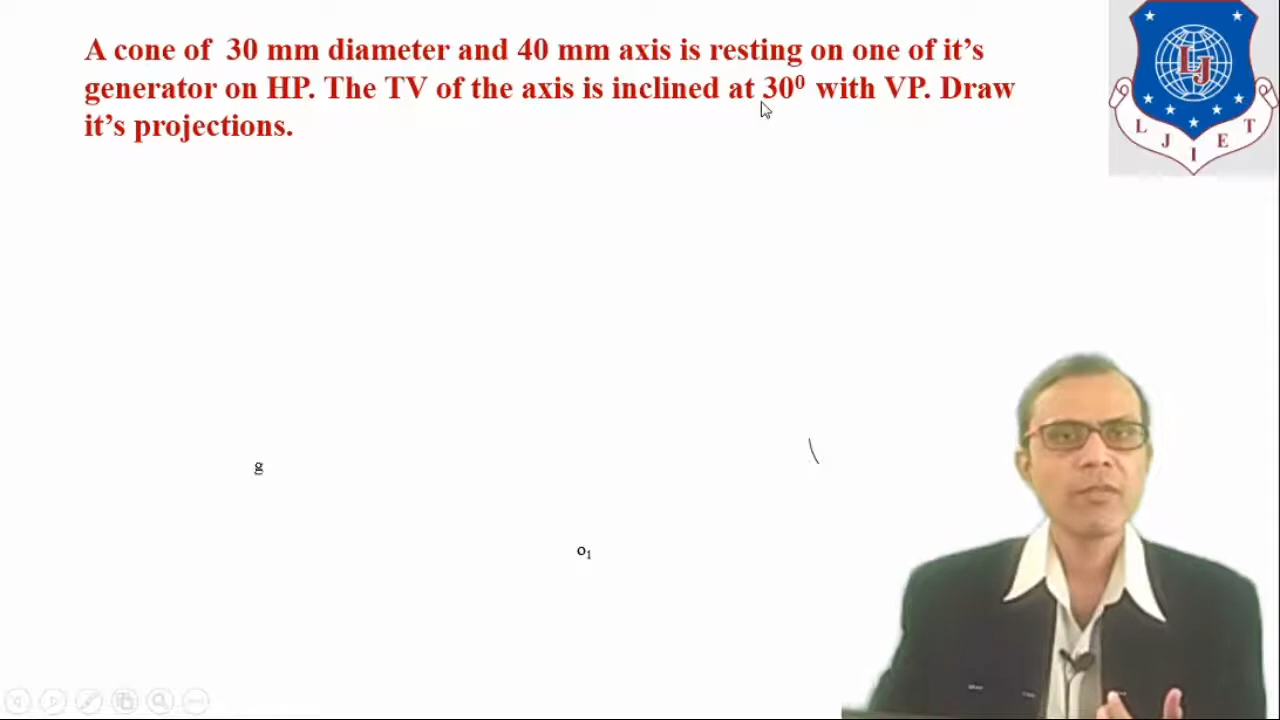 A cone of 30 mm diameter and 40 mm axis is resting on one of it’s
generator on HP. The TV of the axis is inclined at 30⁰ with VP. Draw
it’s projections.
LJ
L J I E T
g
o₁